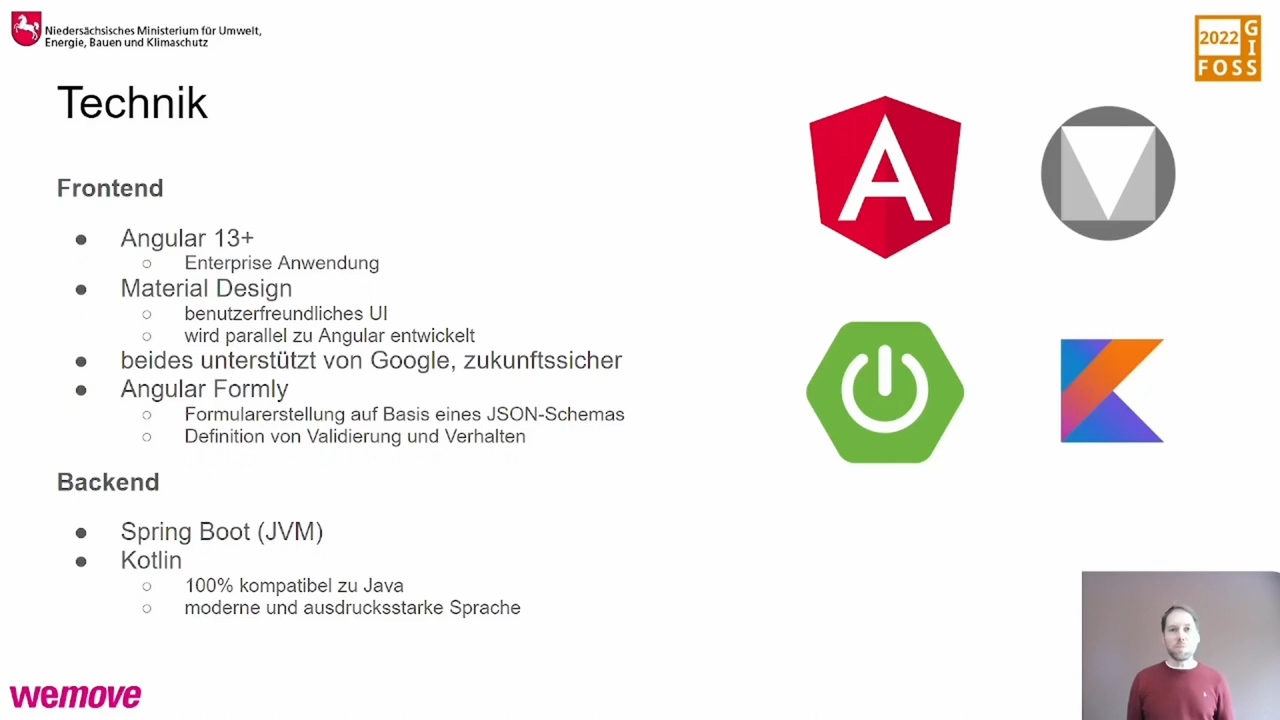 Niedersächsisches Ministerium für Umwelt,
Energie, Bauen und Klimaschutz
2022 G
I
FOSS
Technik
Frontend
● Angular 13+
○ Enterprise Anwendung
● Material Design
○ benutzerfreundliches UI
○ wird parallel zu Angular entwickelt
● beides unterstützt von Google, zukunftssicher
● Angular Formly
○ Formularerstellung auf Basis eines JSON-Schemas
○ Definition von Validierung und Verhalten
Backend
● Spring Boot (JVM)
● Kotlin
○ 100% kompatibel zu Java
○ moderne und ausdrucksstarke Sprache
wemove